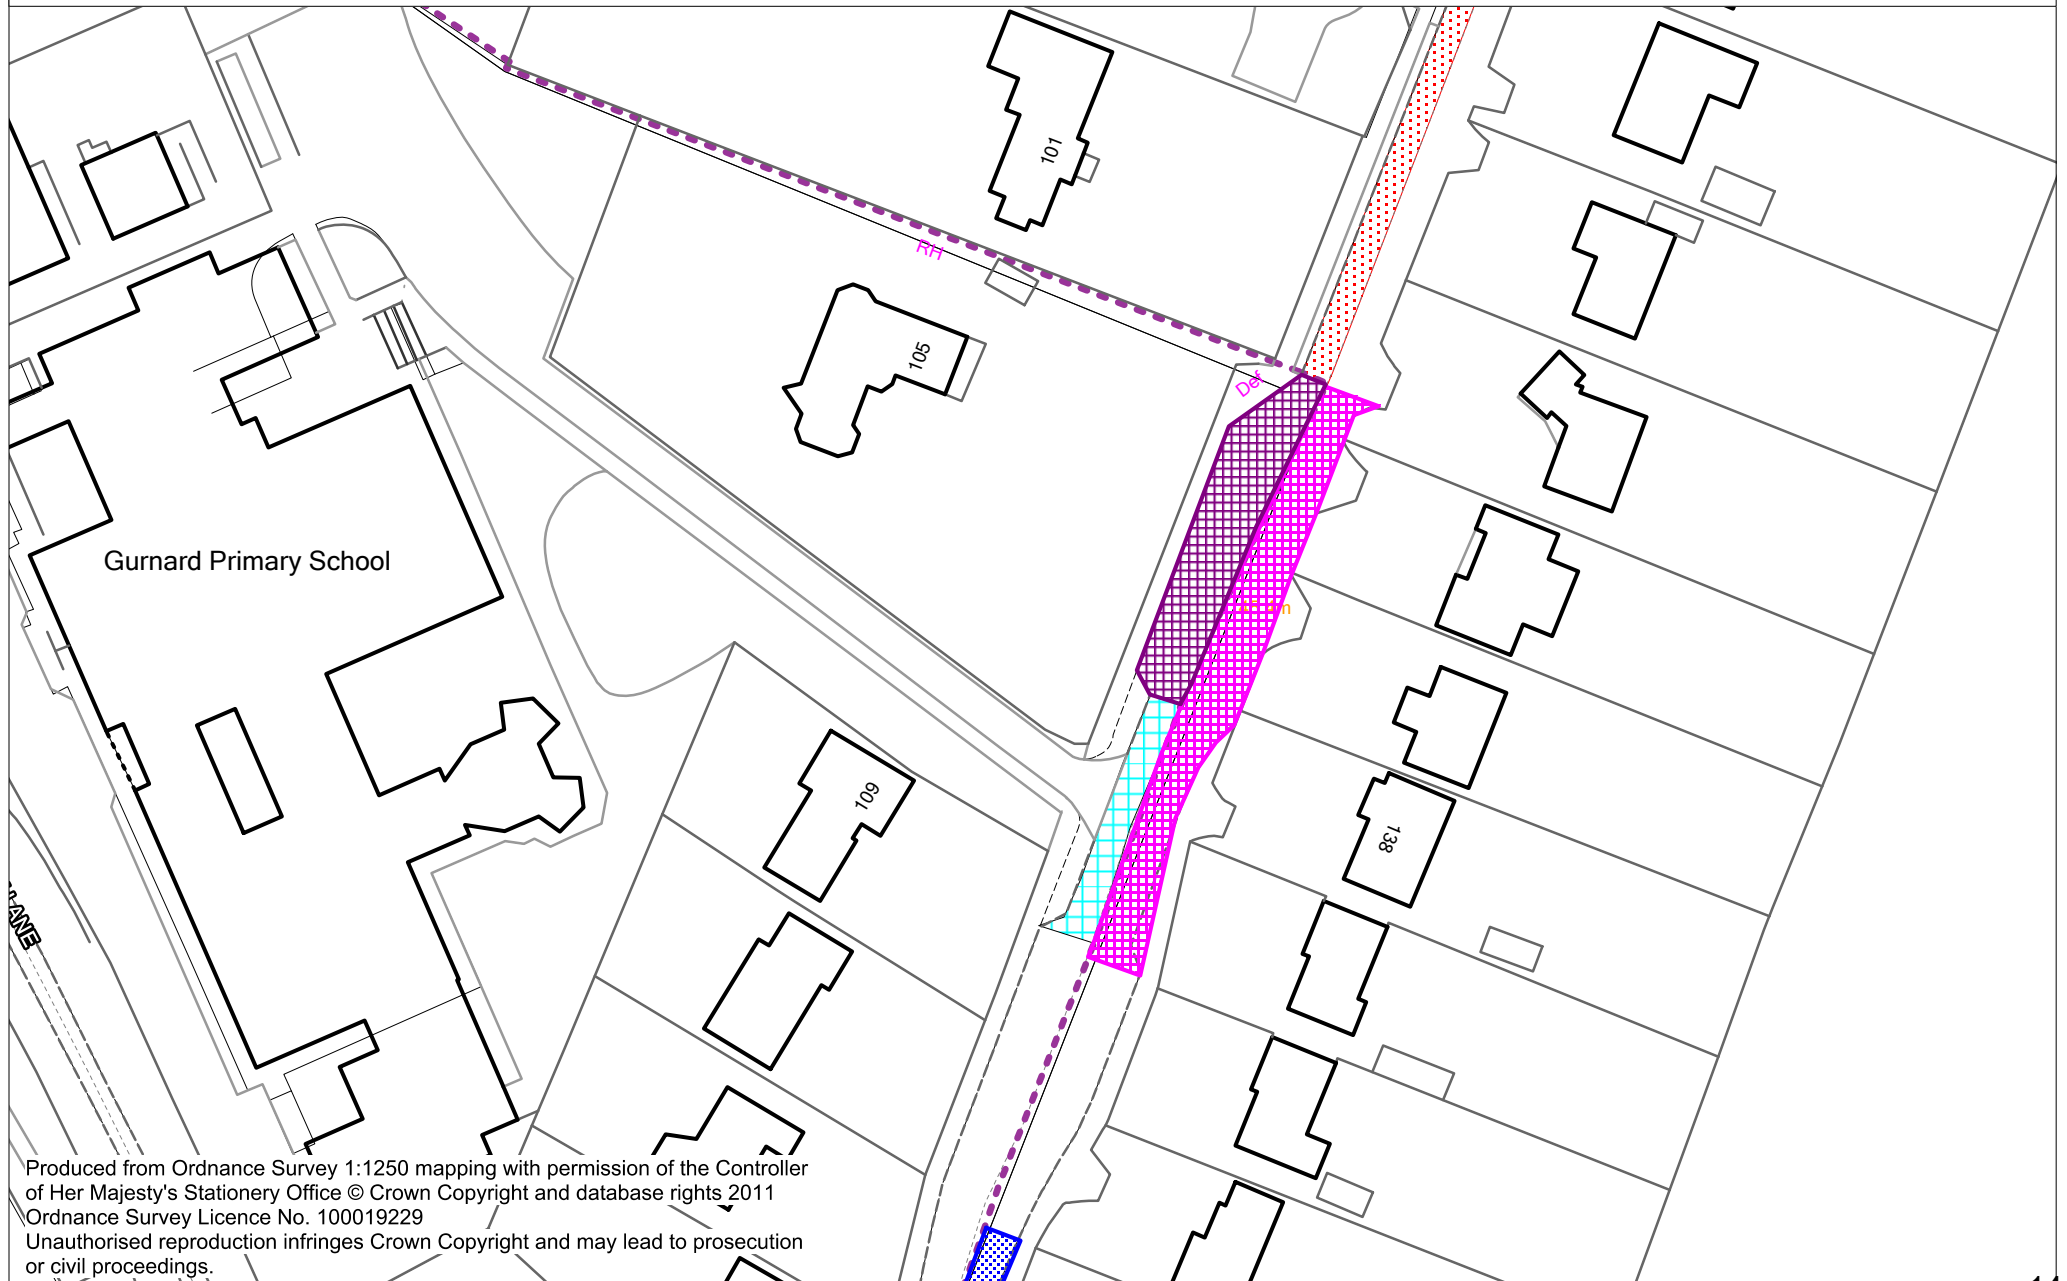 101
RH
105
Def
Gurnard Primary School
109
138
LANE
Produced from Ordnance Survey 1:1250 mapping with permission of the Controller
of Her Majesty's Stationery Office © Crown Copyright and database rights 2011
Ordnance Survey Licence No. 100019229
Unauthorised reproduction infringes Crown Copyright and may lead to prosecution
or civil proceedings.